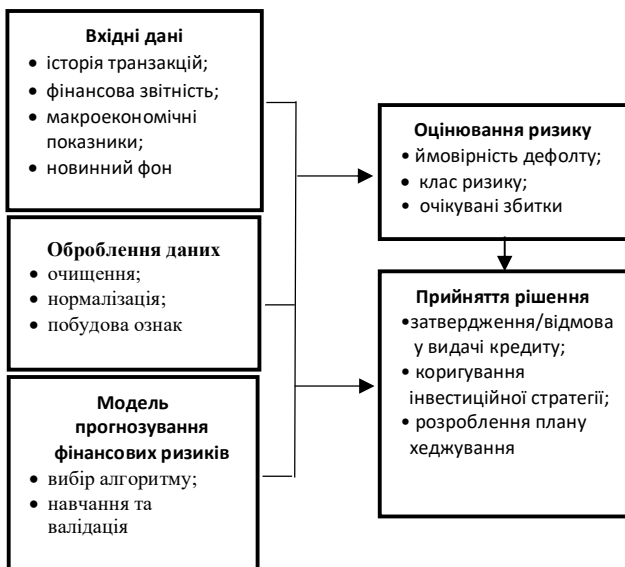 Вхідні дані
• історія транзакцій;
• фінансова звітність;
• макроекономічні
показники;
• новинний фон
Оброблення даних
• очищення;
• нормалізація;
• побудова ознак
Модель
прогнозування
фінансових ризиків
• вибір алгоритму;
• навчання та
валідація
Оцінювання ризику
• ймовірність дефолту;
• клас ризику;
• очікувані збитки
Прийняття рішення
•затвердження/відмова
у видачі кредиту;
• коригування
інвестиційної стратегії;
• розроблення плану
хеджування